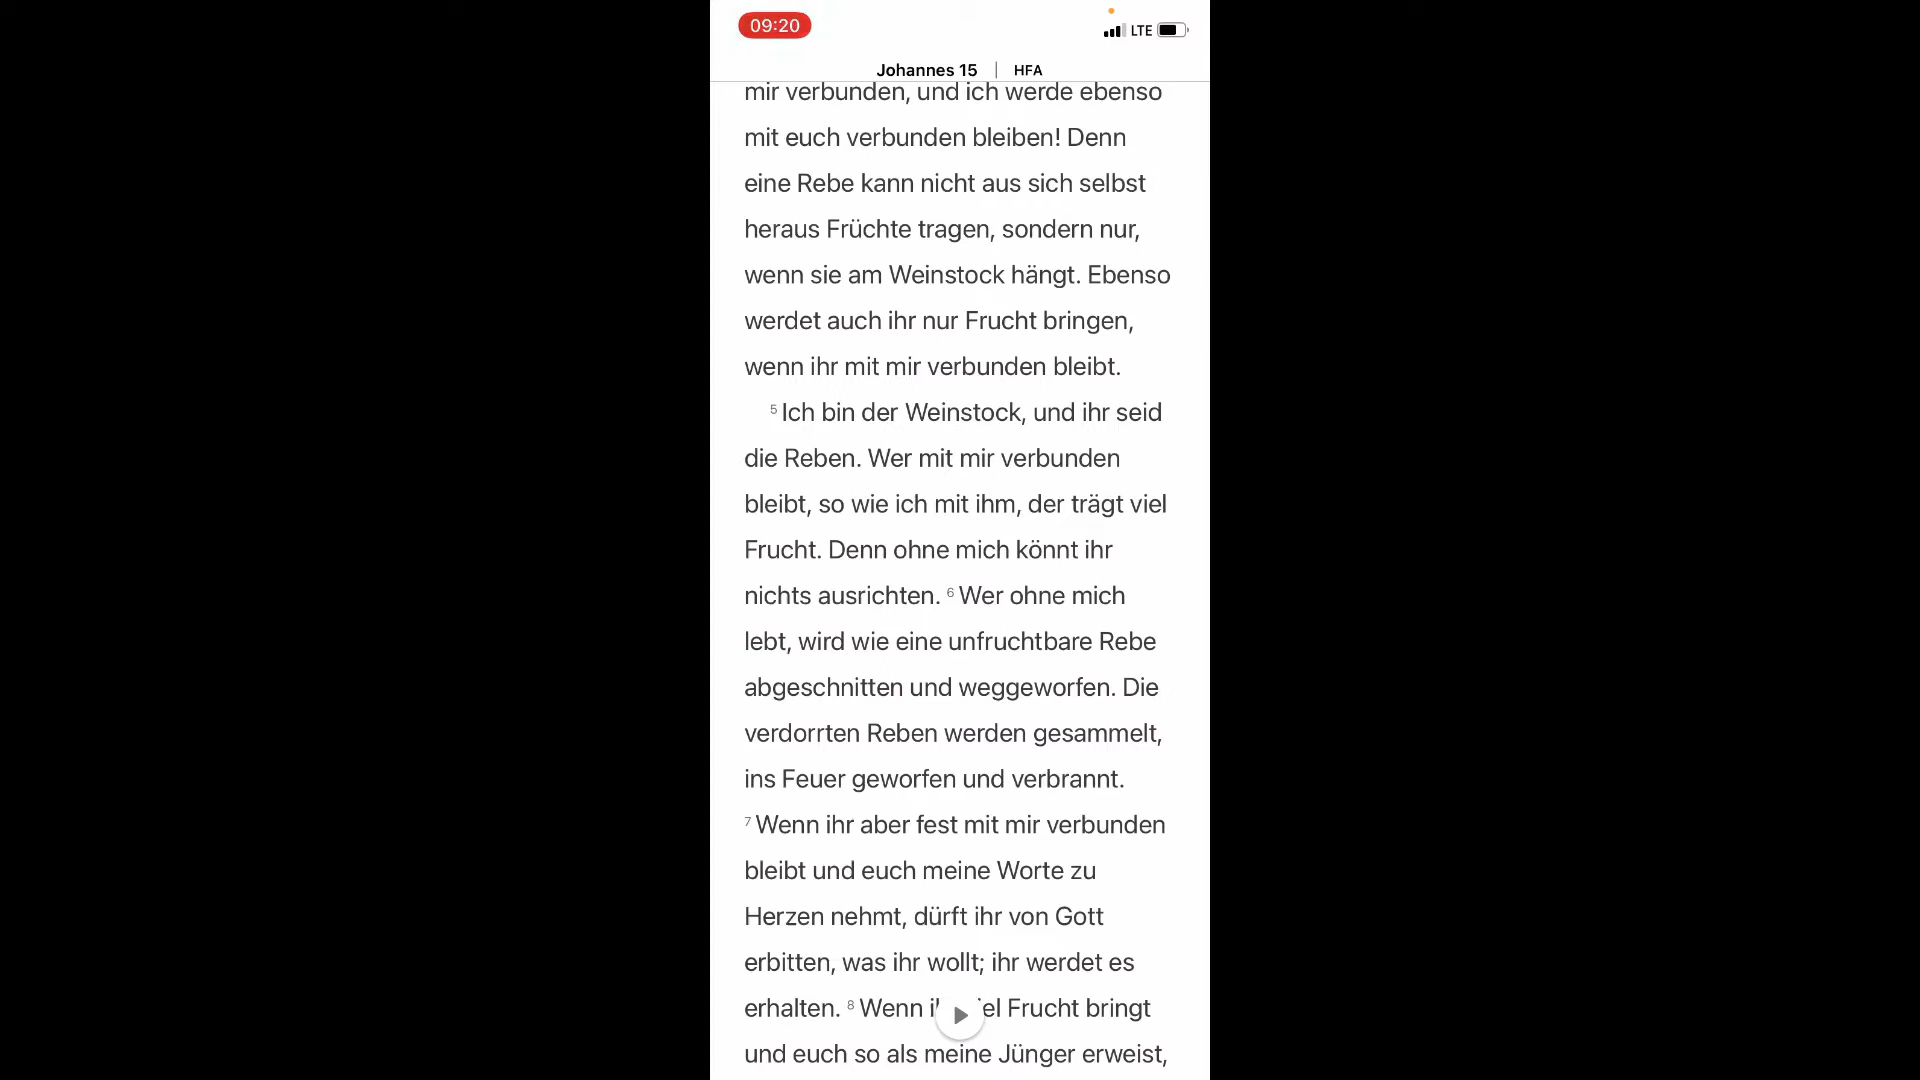 09:20
LTE
Johannes 15 | HFA
mir verbunden, und ich werde ebenso
mit euch verbunden bleiben! Denn
eine Rebe kann nicht aus sich selbst
heraus Früchte tragen, sondern nur,
wenn sie am Weinstock hängt. Ebenso
werdet auch ihr nur Frucht bringen,
wenn ihr mit mir verbunden bleibt.
5 Ich bin der Weinstock, und ihr seid
die Reben. Wer mit mir verbunden
bleibt, so wie ich mit ihm, der trägt viel
Frucht. Denn ohne mich könnt ihr
nichts ausrichten. 6 Wer ohne mich
lebt, wird wie eine unfruchtbare Rebe
abgeschnitten und weggeworfen. Die
verdorrten Reben werden gesammelt,
ins Feuer geworfen und verbrannt.
7 Wenn ihr aber fest mit mir verbunden
bleibt und euch meine Worte zu
Herzen nehmt, dürft ihr von Gott
erbitten, was ihr wollt; ihr werdet es
erhalten. 8 Wenn Frucht bringt
und euch so als meine Jünger erweist,